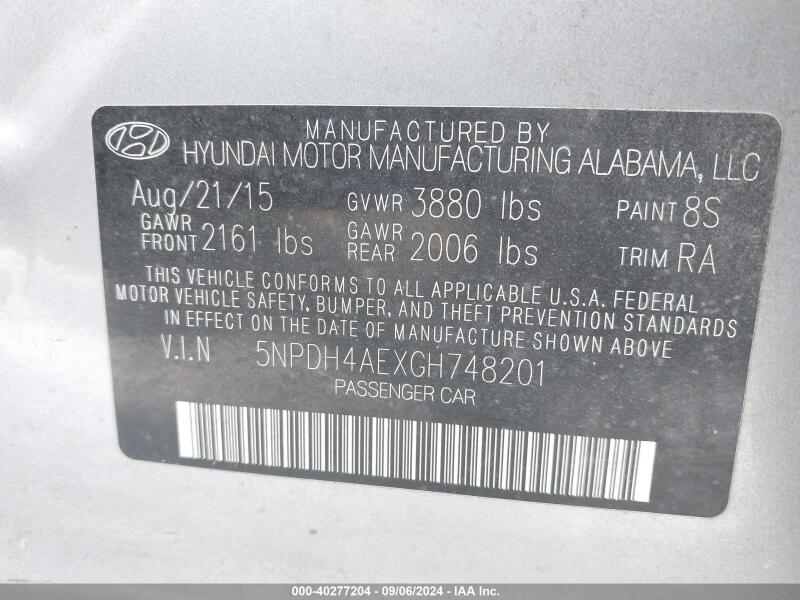 MANUFACTURED BY
HYUNDAI MOTOR MANUFACTURING ALABAMA, LLC
Aug/21/15 GVWR 3880 lbs PAINT 8S
GAWR FRONT 2161 lbs GAWR REAR 2006 lbs TRIM RA
THIS VEHICLE CONFORMS TO ALL APPLICABLE U.S.A. FEDERAL
MOTOR VEHICLE SAFETY, BUMPER, AND THEFT PREVENTION STANDARDS
IN EFFECT ON THE DATE OF MANUFACTURE SHOWN ABOVE
V.I.N 5NPDH4AEXGH748201
PASSENGER CAR
000-40277204 - 09/06/2024 - IAA Inc.